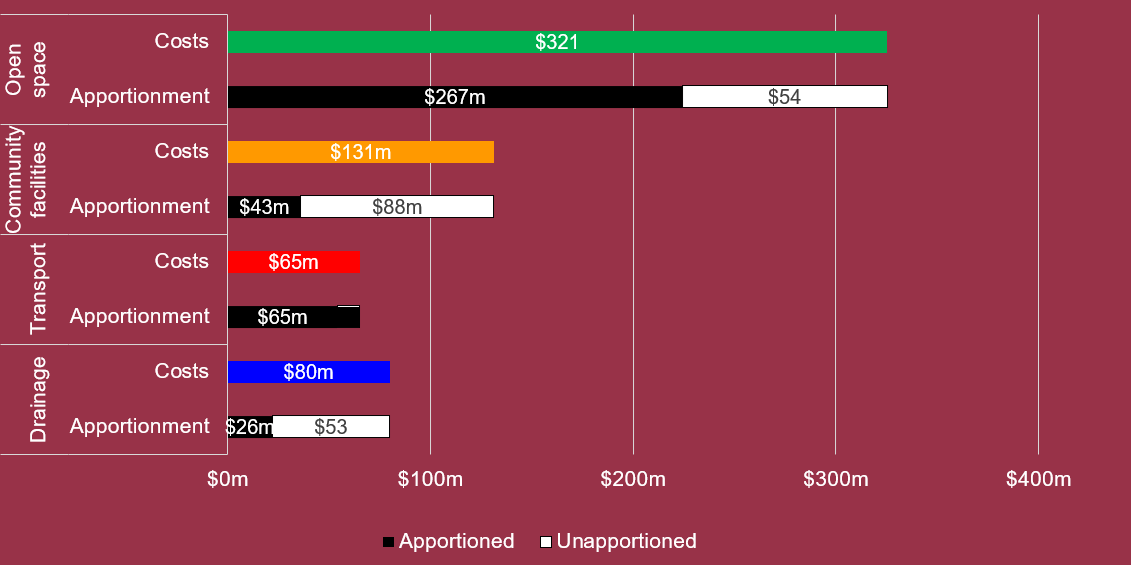 Open
space
Costs
$321
Apportionment
$267m
$54
Community
facilities
Costs
$131m
Apportionment
$43m
$88m
Transport
Costs
$65m
Apportionment
$65m
Drainage
Costs
$80m
Apportionment
$26m
$53
$0m
$100m
$200m
$300m
$400m
Apportioned
Unapportioned